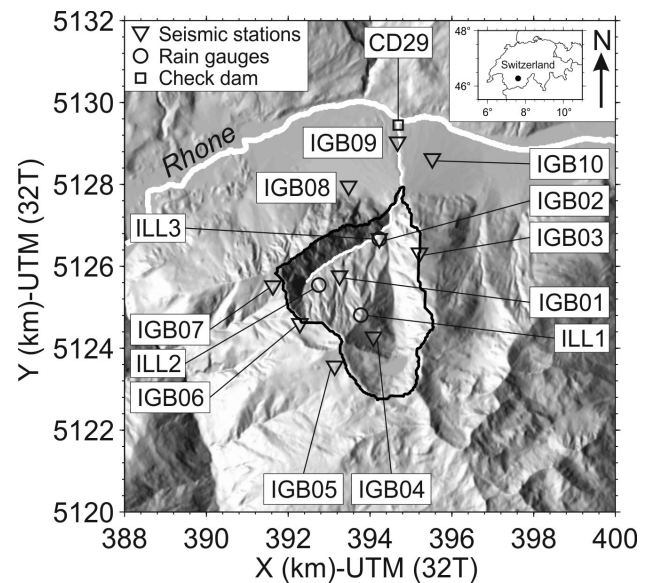 5132
5130
5128
5126
5124
5122
5120
Y (km)-UTM (32T)
388 390 392 394 396 398 400
X (km)-UTM (32T)
Seismic stations
Rain gauges
Check dam
CD29
48°
46°
Switzerland
6° 8° 10°
N
Rhone
IGB09
IGB10
IGB08
IGB02
ILL3
IGB03
IGB01
IGB07
ILL1
ILL2
IGB06
IGB05
IGB04